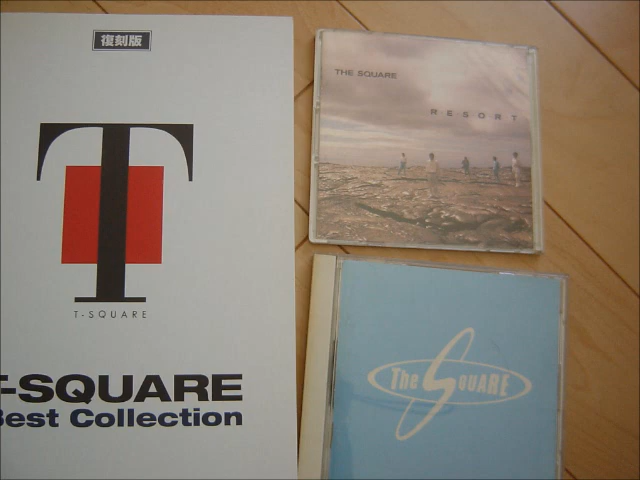 復刻版
T
T-SQUARE
T-SQUARE
Best Collection
THE SQUARE
RESORT
The SQUARE